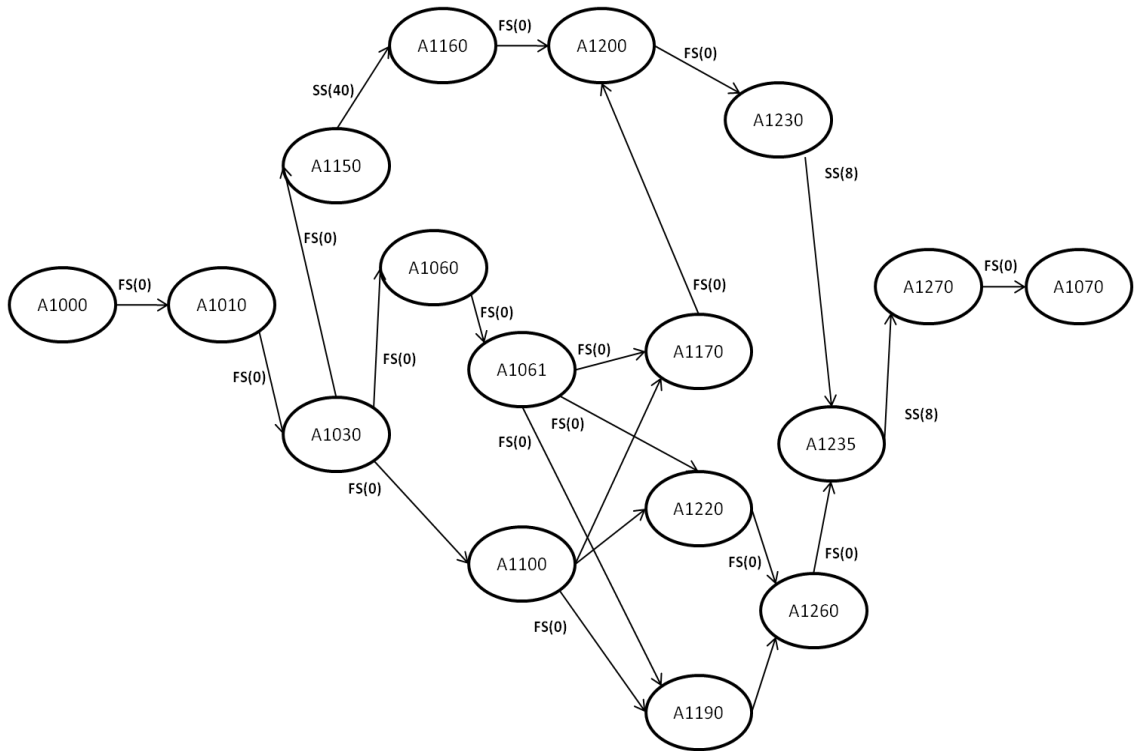 A1160
FS(0)
A1200
FS(0)
SS(40)
A1230
A1150
SS(8)
FS(0)
A1060
A1000
FS(0)
A1010
FS(0)
FS(0)
A1270
FS(0)
A1070
FS(0)
FS(0)
A1061
FS(0)
A1170
FS(0)
A1030
FS(0)
FS(0)
SS(8)
A1235
FS(0)
A1220
A1100
FS(0)
FS(0)
A1260
FS(0)
A1190